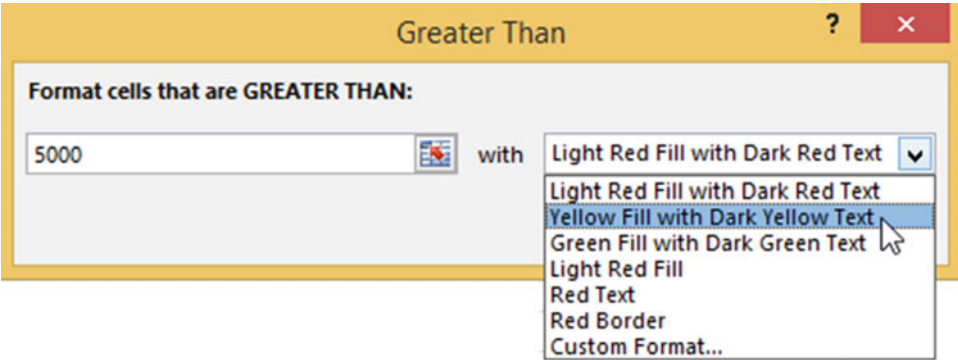 Greater Than ?
Format cells that are GREATER THAN:
5000 with Light Red Fill with Dark Red Text
Light Red Fill with Dark Red Text
Yellow Fill with Dark Yellow Text
Green Fill with Dark Green Text
Light Red Fill
Red Text
Red Border
Custom Format...